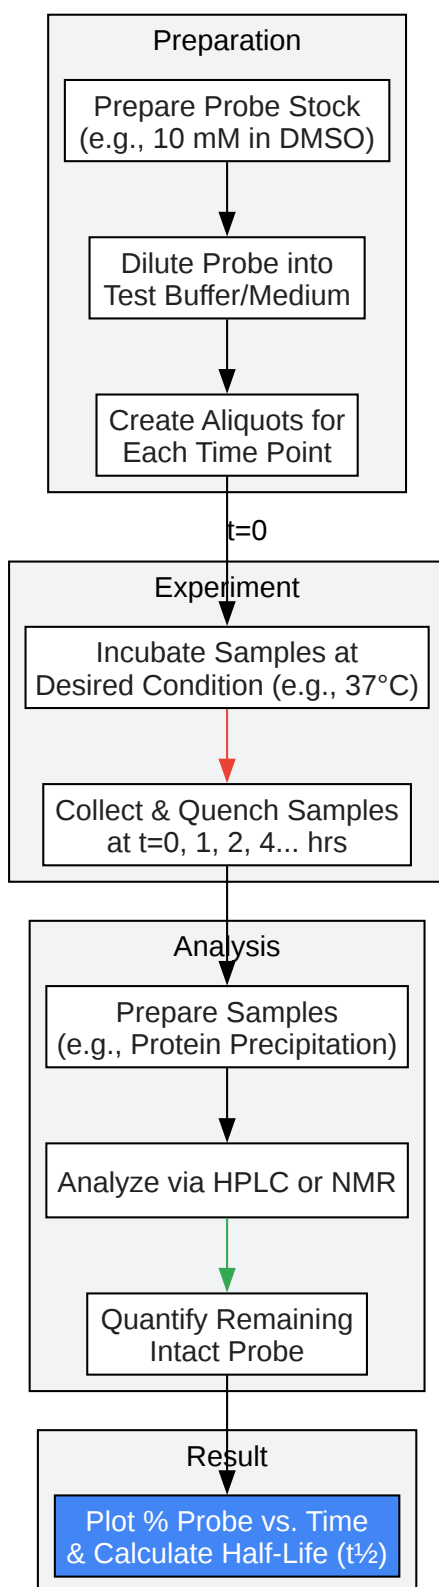 Preparation
Prepare Probe Stock
(e.g., 10 mM in DMSO)
Dilute Probe into
Test Buffer/Medium
Create Aliquots for
Each Time Point
t=0
Experiment
Incubate Samples at
Desired Condition (e.g., 37°C)
Collect & Quench Samples
at t=0, 1, 2, 4... hrs
Analysis
Prepare Samples
(e.g., Protein Precipitation)
Analyze via HPLC or NMR
Quantify Remaining
Intact Probe
Result
Plot % Probe vs. Time
& Calculate Half-Life (t½)